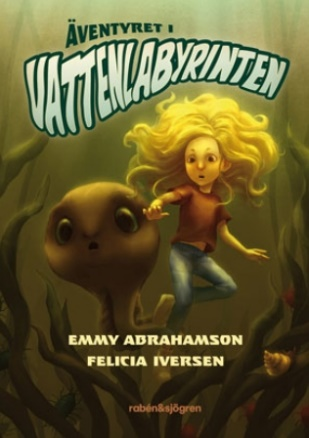 ÄVENTYRET I
VATTENLABYRINTEN
EMMY ABRAHAMSON
FELICIA IVERSEN
rabén&sjögren